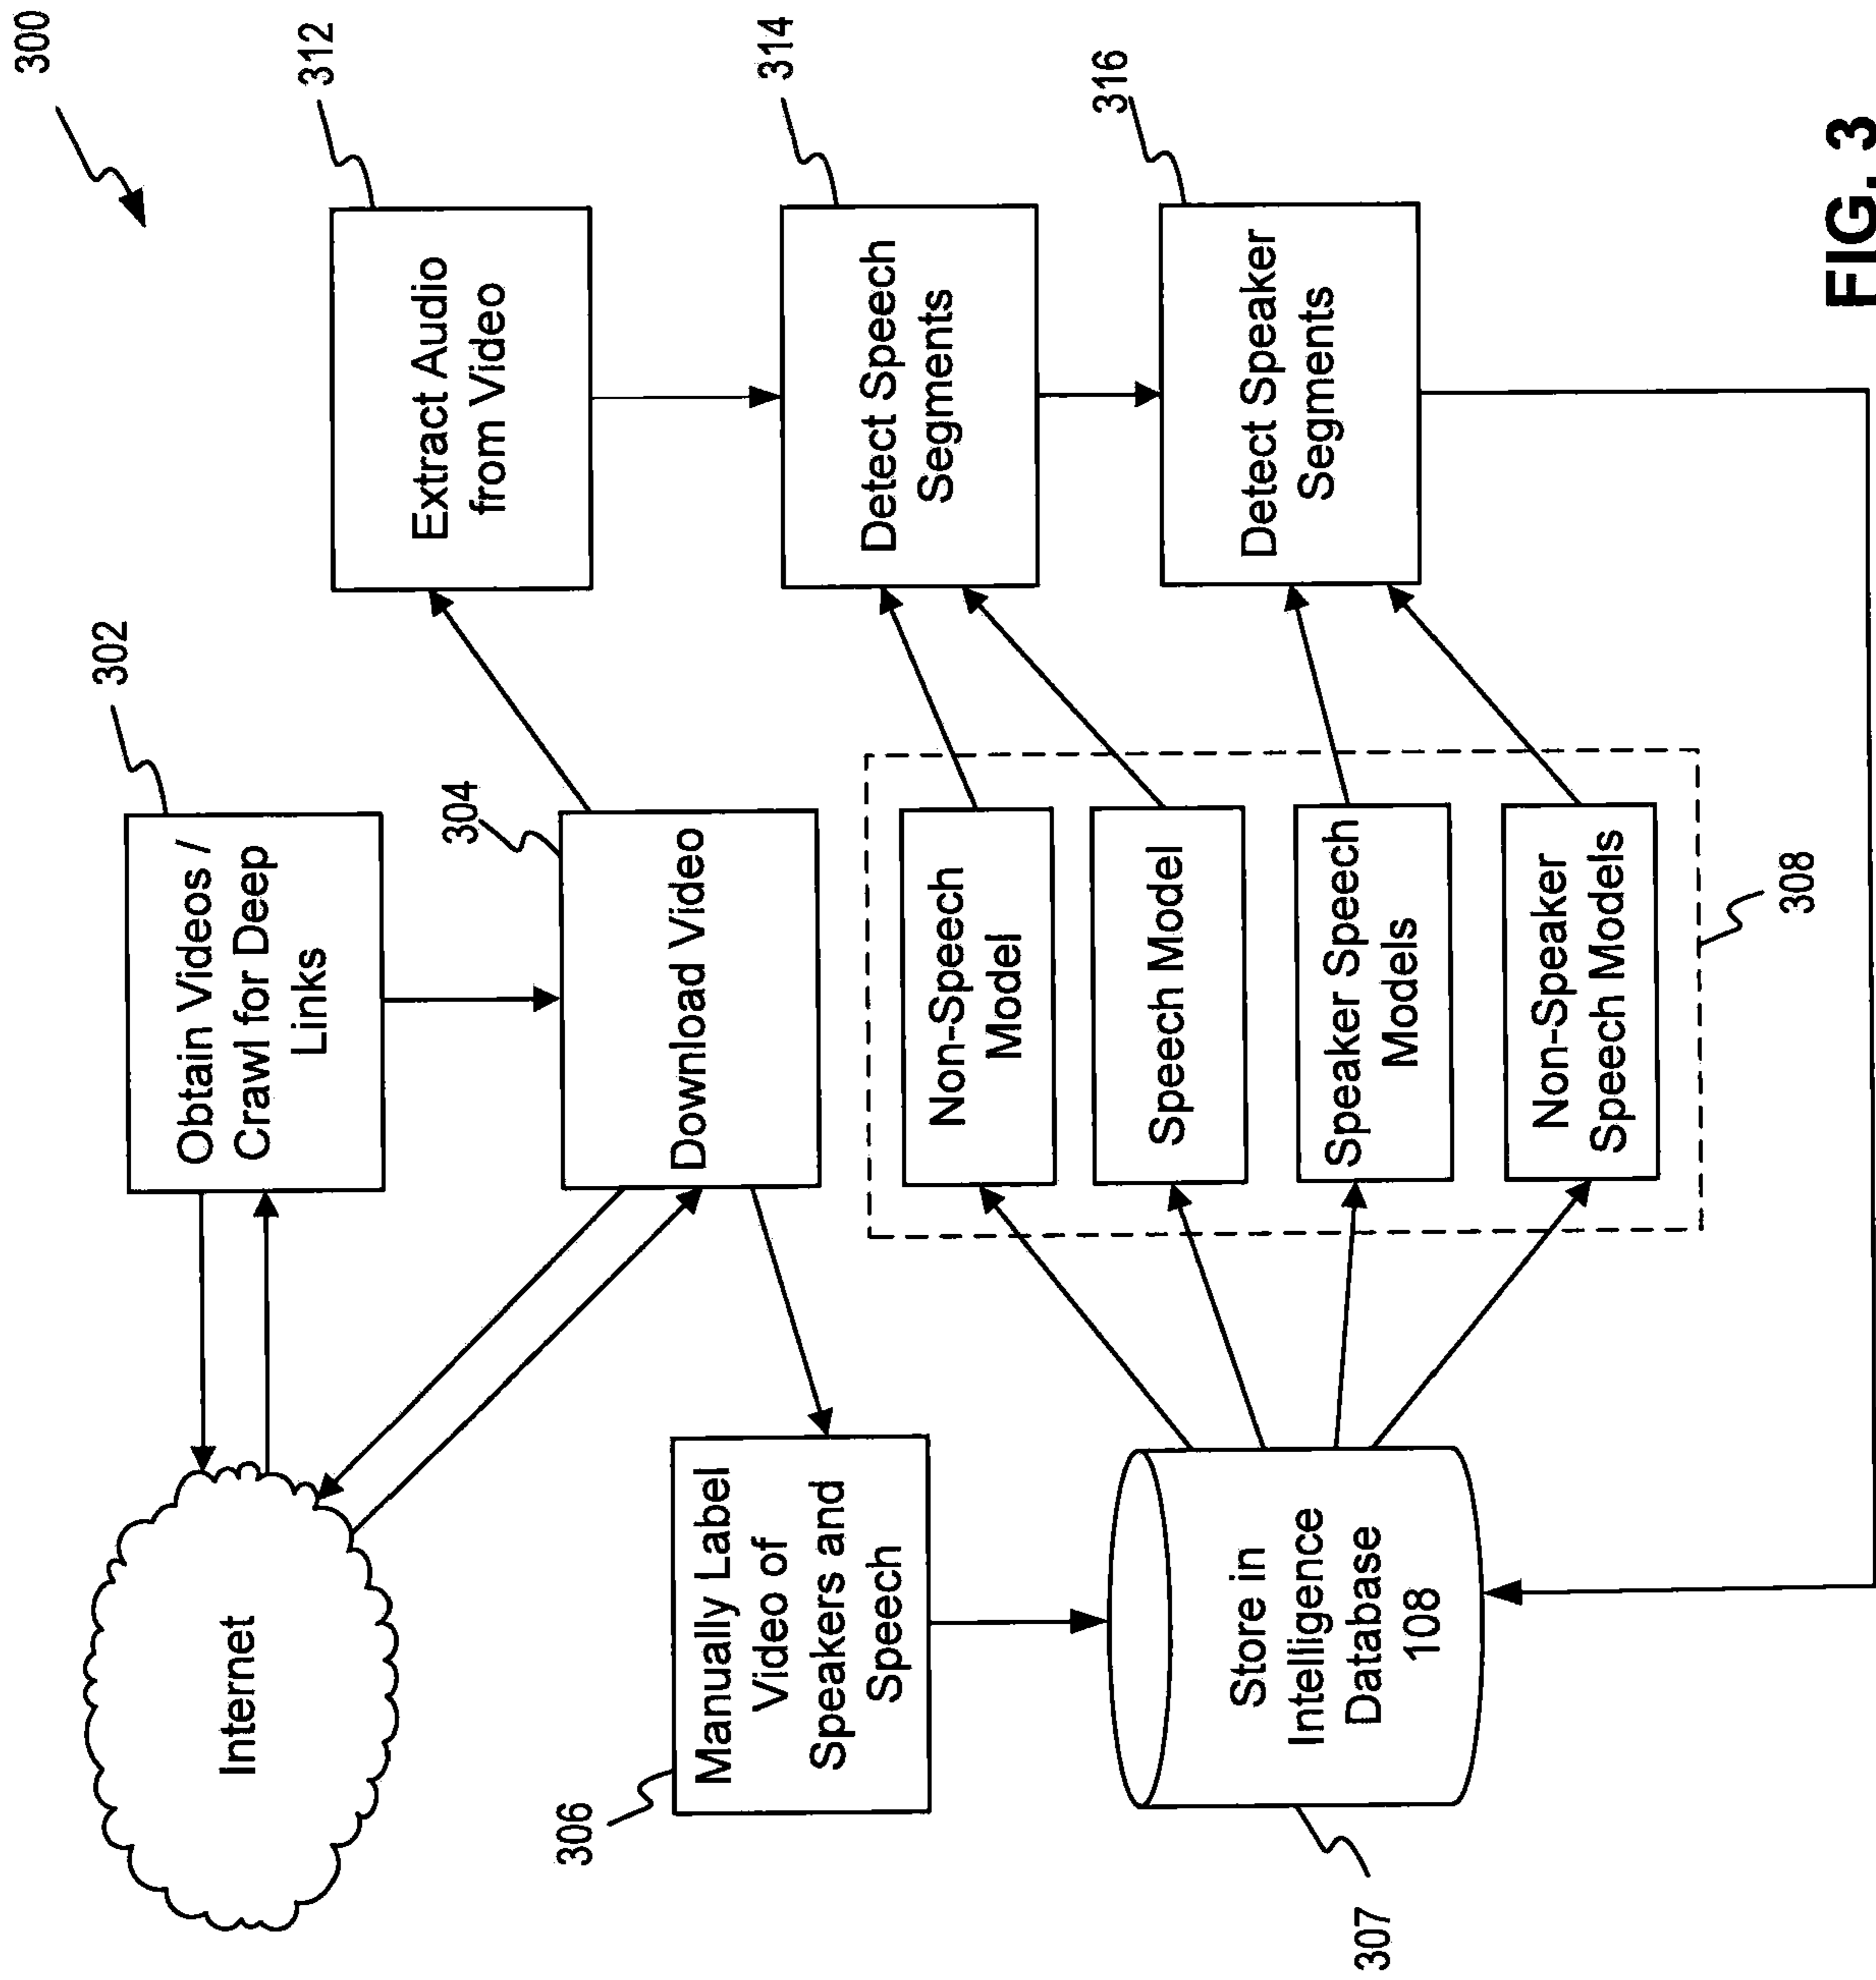 300
Internet
302
Obtain Videos /
Crawl for Deep
Links
312
Extract Audio
from Video
304
Download Video
306
Manually Label
Video of
Speakers and
Speech
314
Detect Speech
Segments
Non-Speech
Model
Speech Model
Speaker Speech
Models
Non-Speaker
Speech Models
308
307
Store in
Intelligence
Database
108
316
Detect Speaker
Segments
FIG. 3